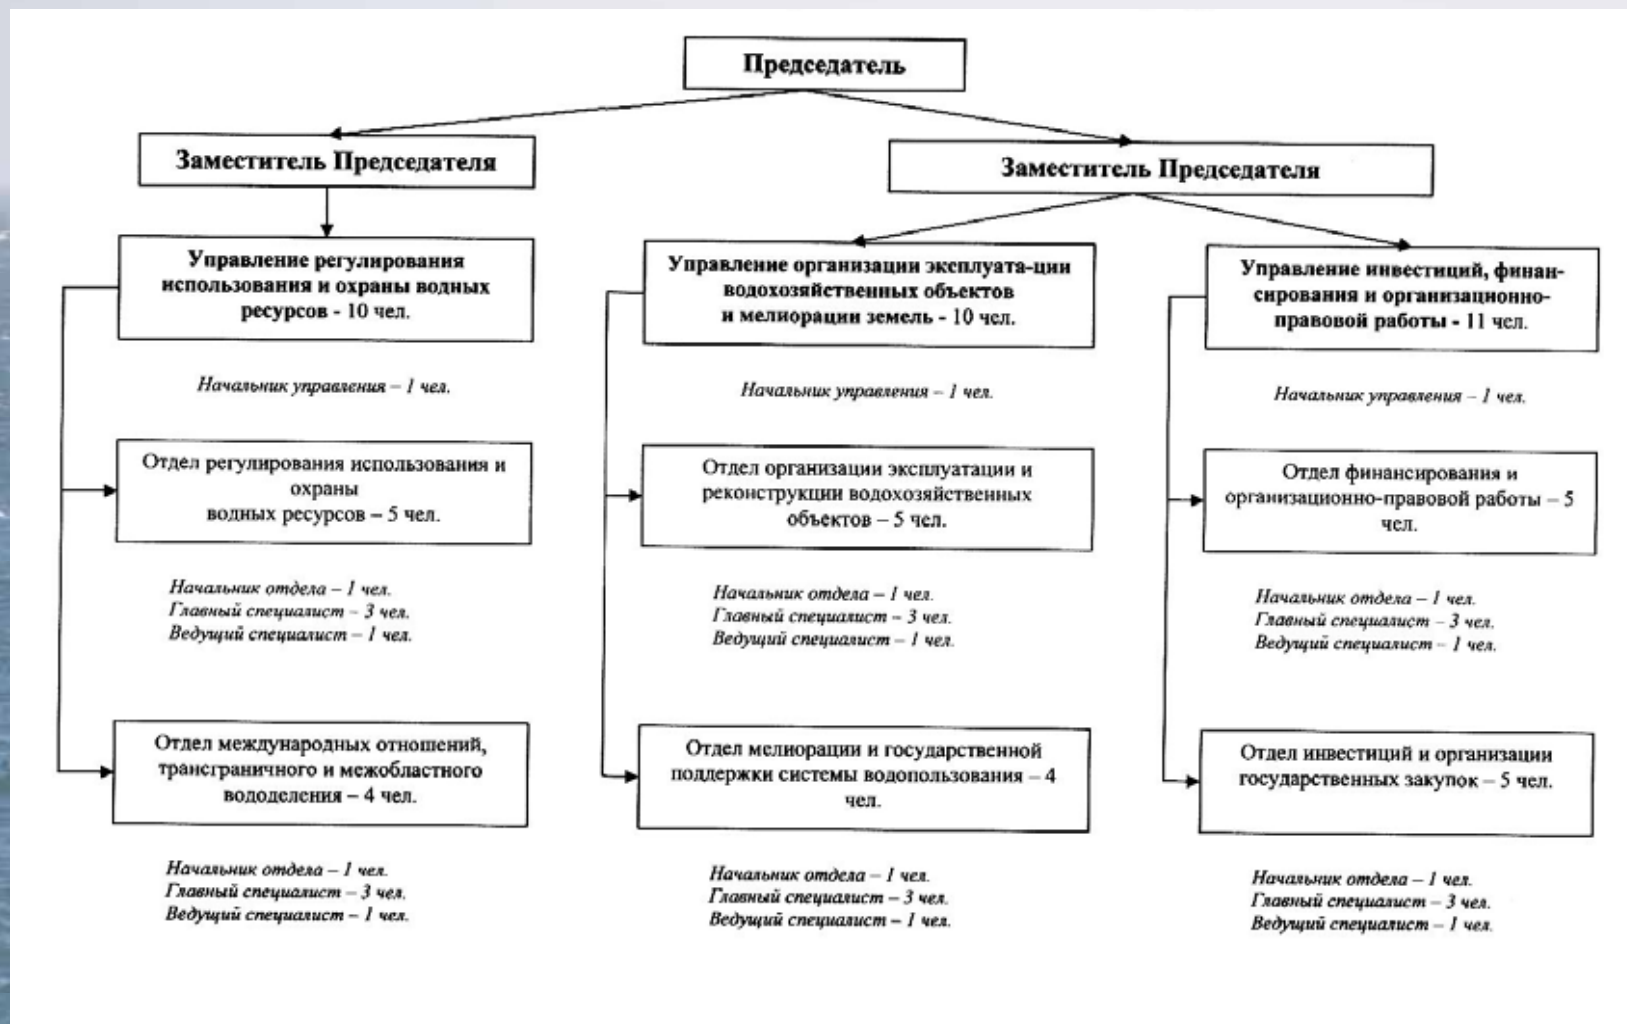 Председатель
Заместитель Председателя
Заместитель Председателя
Управление регулирования
использования и охраны водных
ресурсов - 10 чел.
Управление организации эксплуата-ции
водохозяйственных объектов
и мелиорации земель - 10 чел.
Управление инвестиций, финан-
сирования и организационно-
правовой работы - 11 чел.
Начальник управления – 1 чел.
Начальник управления – 1 чел.
Начальник управления – 1 чел.
Отдел регулирования использования и
охраны
водных ресурсов – 5 чел.
Отдел организации эксплуатации и
реконструкции водохозяйственных
объектов – 5 чел.
Отдел финансирования и
организационно-правовой работы – 5
чел.
Начальник отдела – 1 чел.
Главный специалист – 3 чел.
Ведущий специалист – 1 чел.
Начальник отдела – 1 чел.
Главный специалист – 3 чел.
Ведущий специалист – 1 чел.
Начальник отдела – 1 чел.
Главный специалист – 3 чел.
Ведущий специалист – 1 чел.
Отдел международных отношений,
трансграничного и межобластного
вододеления – 4 чел.
Отдел мелиорации и государственной
поддержки системы водопользования – 4
чел.
Отдел инвестиций и организации
государственных закупок – 5 чел.
Начальник отдела – 1 чел.
Главный специалист – 3 чел.
Ведущий специалист – 1 чел.
Начальник отдела – 1 чел.
Главный специалист – 3 чел.
Ведущий специалист – 1 чел.
Начальник отдела – 1 чел.
Главный специалист – 3 чел.
Ведущий специалист – 1 чел.